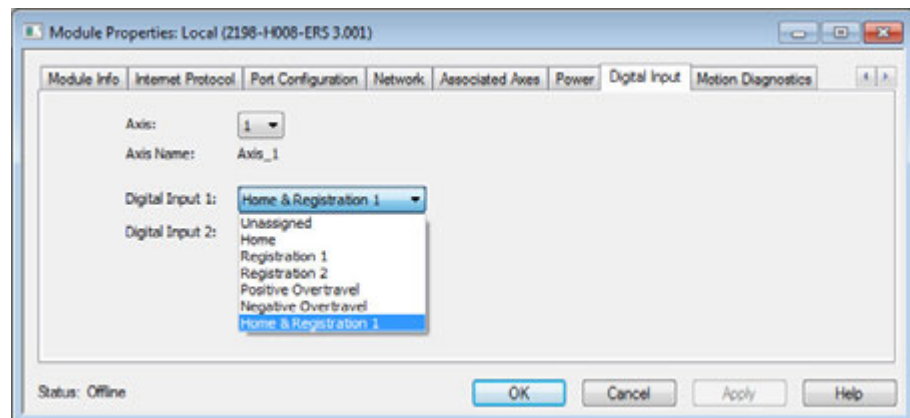 Module Properties: Local (2198-H008-ERS 3.001)
Module Info Internet Protocol Port Configuration Network Associated Axes Power Digital Input Motion Diagnostics
Axis: 1
Axis Name: Axis_1
Digital Input 1: Home & Registration 1
Digital Input 2:
Unassigned
Home
Registration 1
Registration 2
Positive Overtravel
Negative Overtravel
Home & Registration 1
Status: Offline
OK Cancel Apply Help